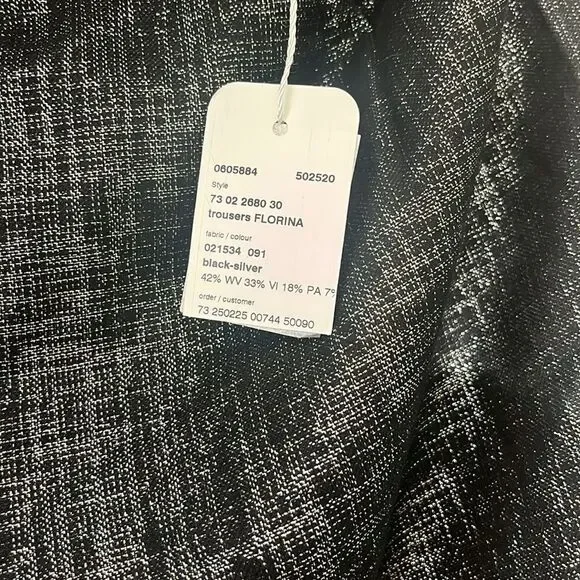 0605884 502520
Style
73 02 2680 30
trousers FLORINA
fabric / colour
021534 091
black-silver
42% WV 33% VI 18% PA 7%
order / customer
73 250225 00744 50090